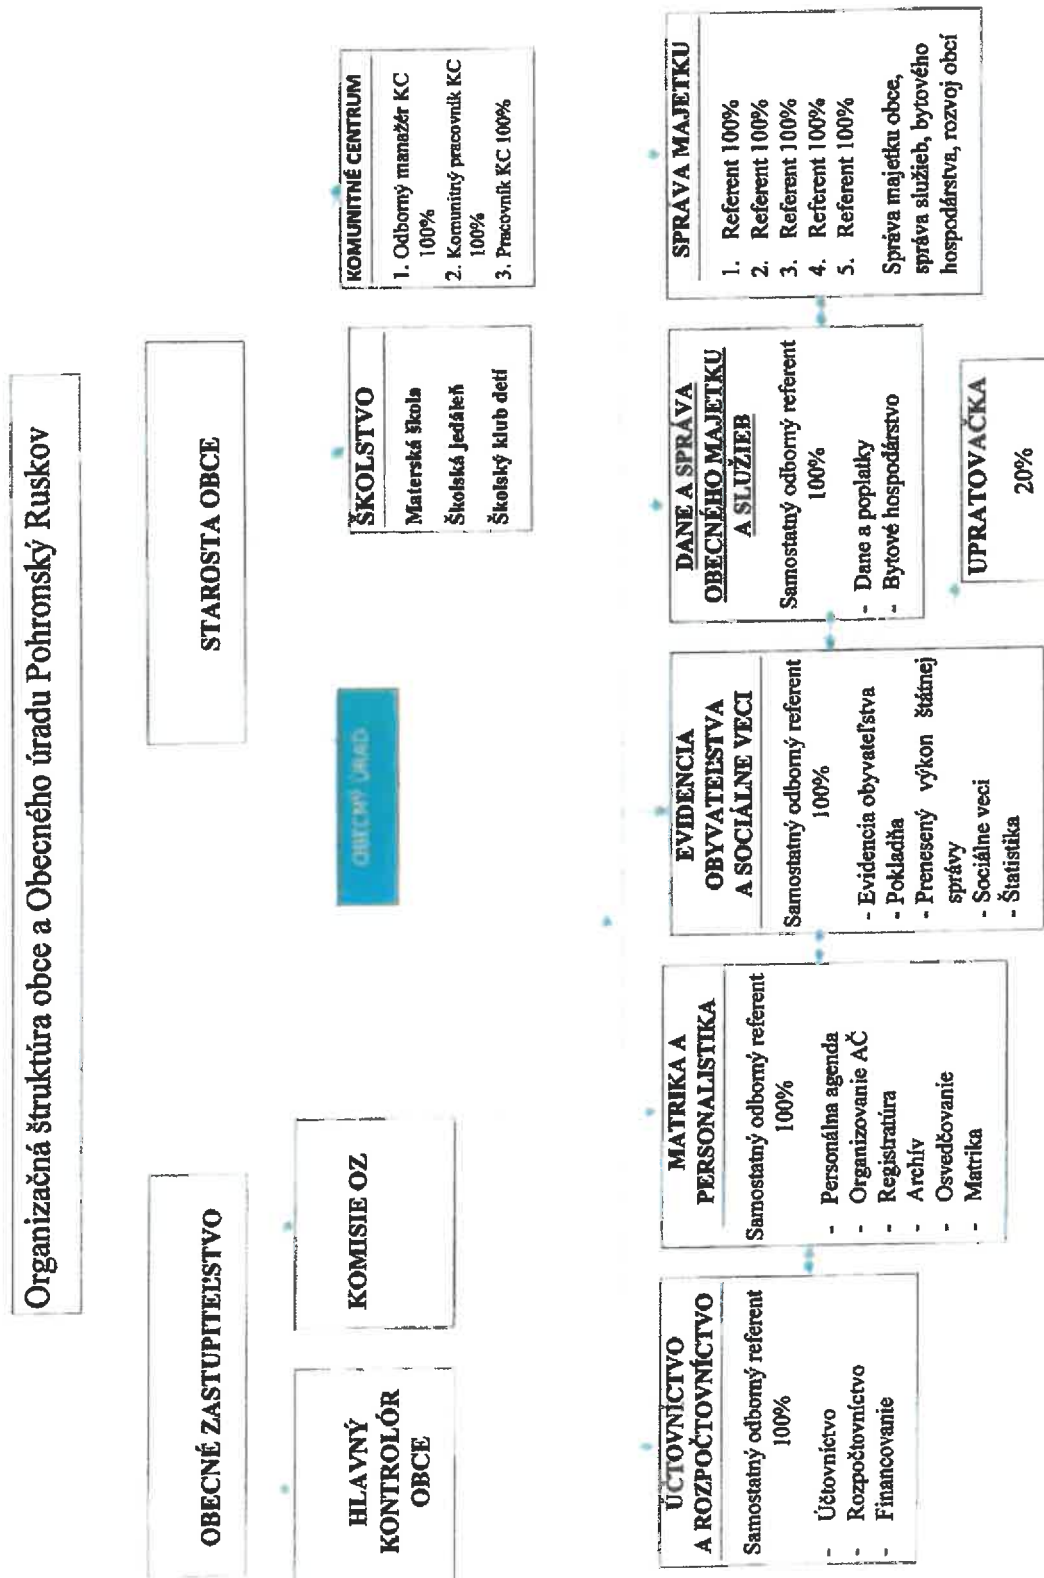 Organizačná štruktúra obce a Obecného úradu Pohronský Ruskov
OBECNÉ ZASTUPITEĽSTVO
STAROSTA OBCE
HLAVNÝ
KONTROLÓR
OBCE
KOMISIE OZ
OBECNÝ ÚRAD
ŠKOLSTVO
Materská škola
Školská jedáleň
Školský klub detí
KOMUNITNÉ CENTRUM
1. Odborný manažér KC
100%
2. Komunitný pracovník KC
100%
3. Pracovník KC 100%
ÚČTOVNÍCTVO
A ROZPOČTOVNÍCTVO
Samostatný odborný referent
100%
- Účtovníctvo
- Rozpočtovníctvo
- Financovanie
MATRIKA A
PERSONALISTIKA
Samostatný odborný referent
100%
- Personálna agenda
- Organizovanie AČ
- Registratúra
- Archív
- Osvedčovanie
- Matrika
EVIDENCIA
OBYVATEĽSTVA
A SOCIÁLNE VECI
Samostatný odborný referent
100%
- Evidencia obyvateľstva
- Pokladňa
- Prenesený výkon štátnej
správy
- Sociálne veci
- Štatistika
DANE A SPRÁVA
OBECNÉHO MAJETKU
A SLUŽIEB
Samostatný odborný referent
100%
- Dane a poplatky
- Bytové hospodárstvo
SPRÁVA MAJETKU
1. Referent 100%
2. Referent 100%
3. Referent 100%
4. Referent 100%
5. Referent 100%
Správa majetku obce,
správa služieb, bytového
hospodárstva, rozvoj obcí
UPRATOVAČKA
20%